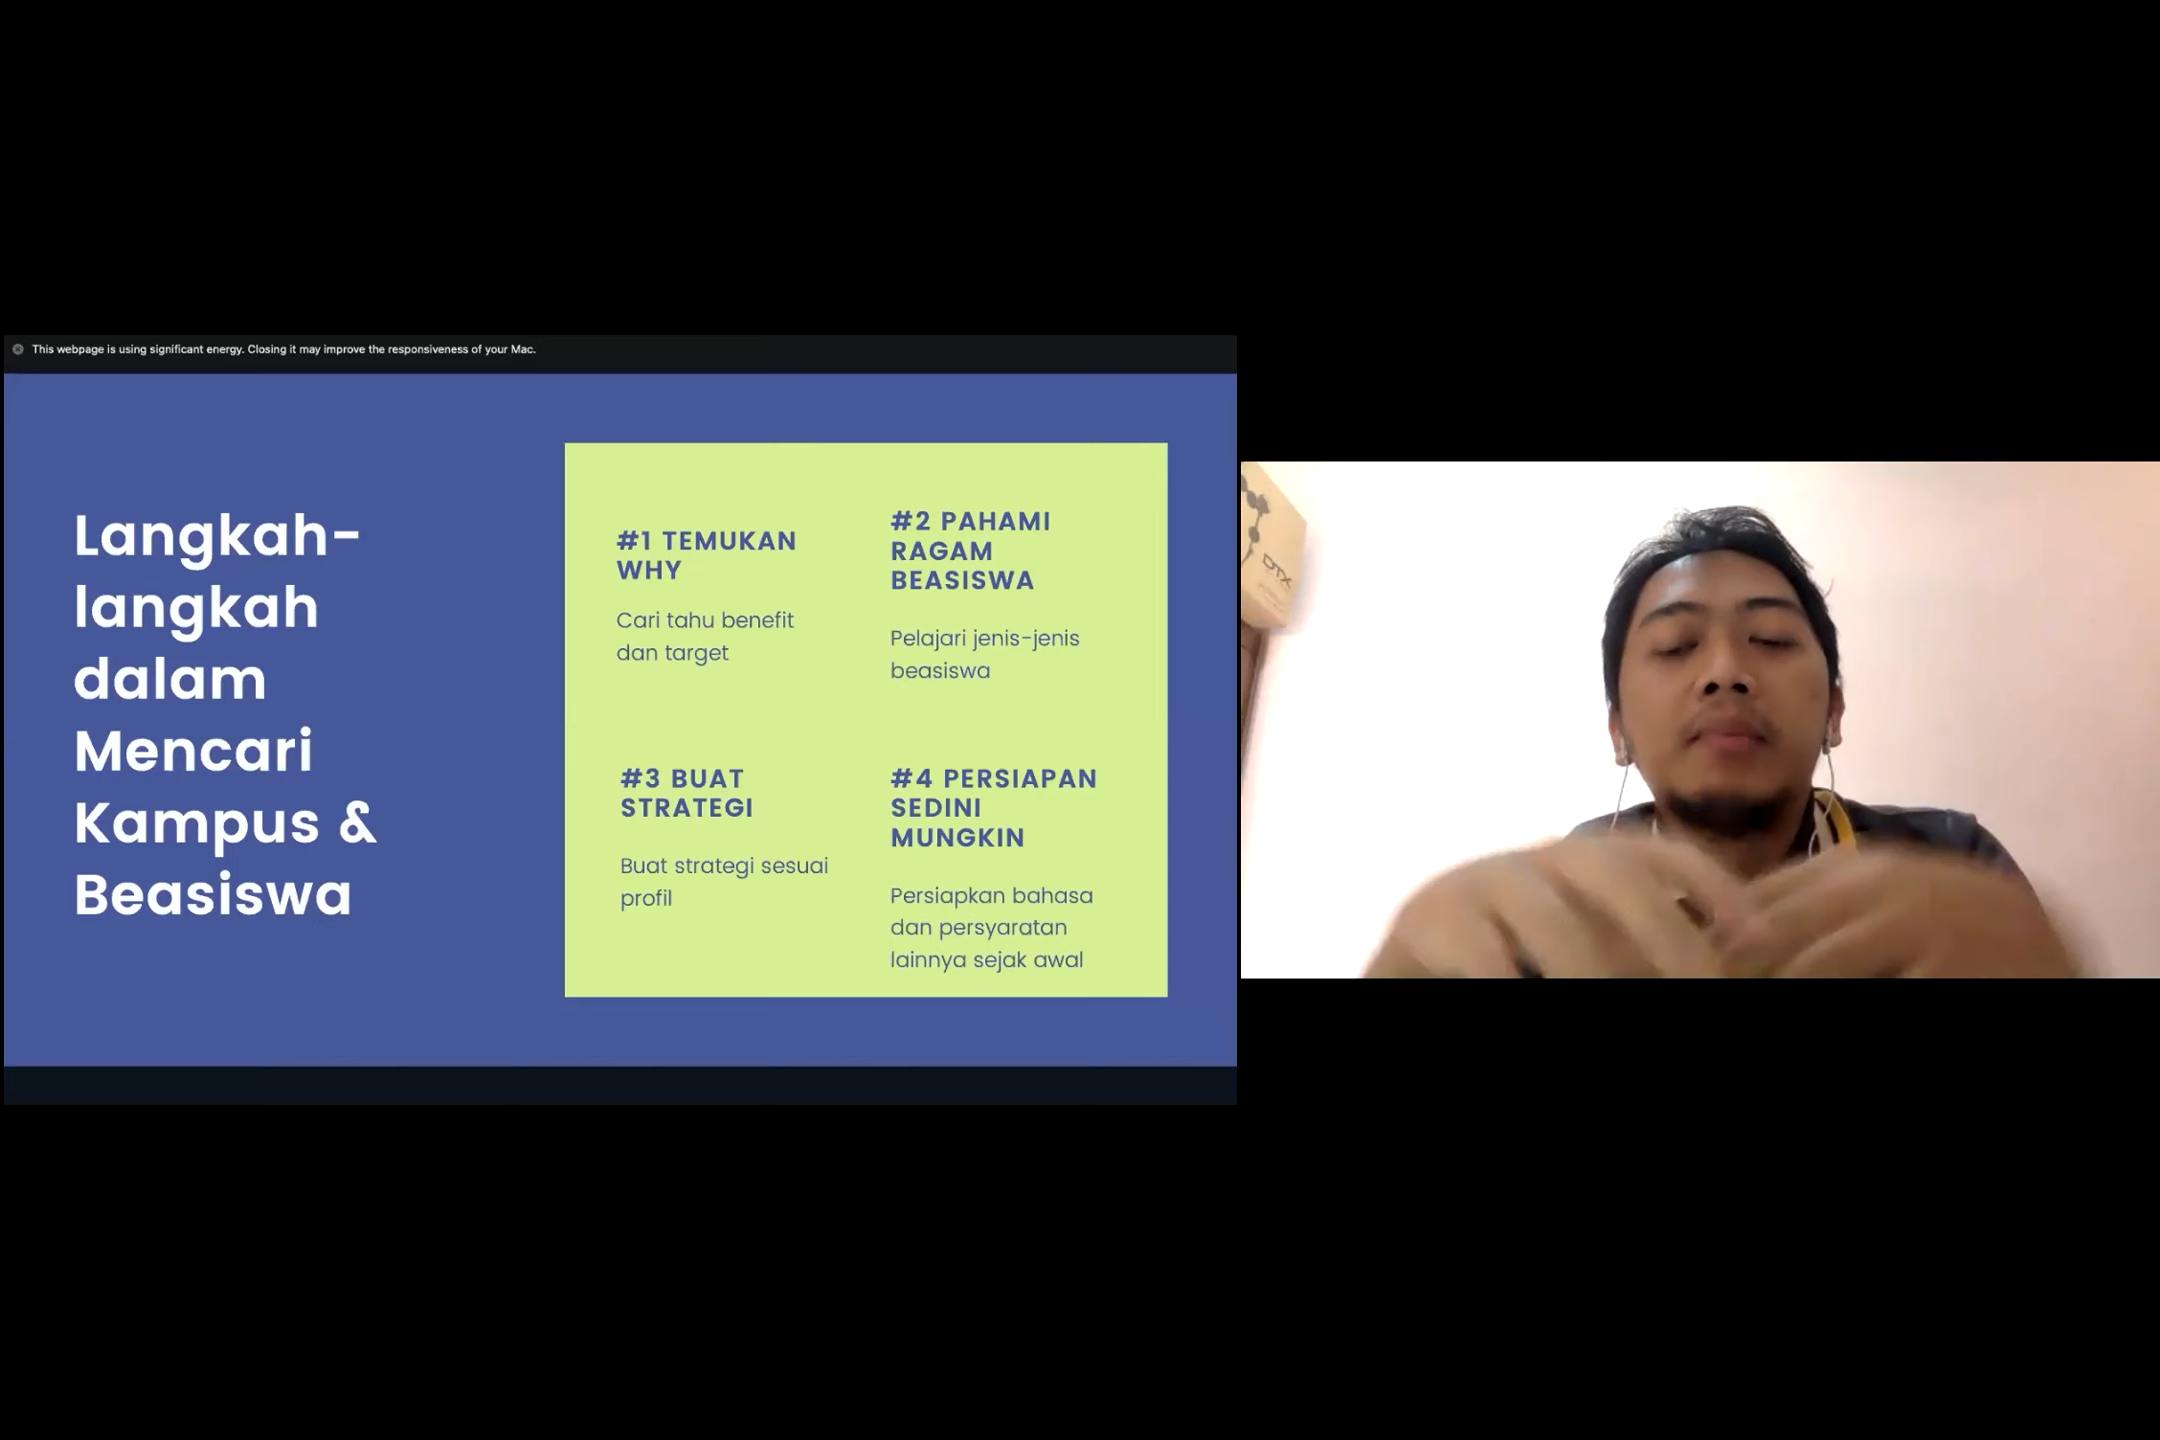 This webpage is using significant energy. Closing it may improve the responsiveness of your Mac.
Langkah-
langkah
dalam
Mencari
Kampus &
Beasiswa
#1 TEMUKAN
WHY
Cari tahu benefit
dan target
#2 PAHAMI
RAGAM
BEASISWA
Pelajari jenis-jenis
beasiswa
#3 BUAT
STRATEGI
Buat strategi sesuai
profil
#4 PERSIAPAN
SEDINI
MUNGKIN
Persiapkan bahasa
dan persyaratan
lainnya sejak awal
DTX